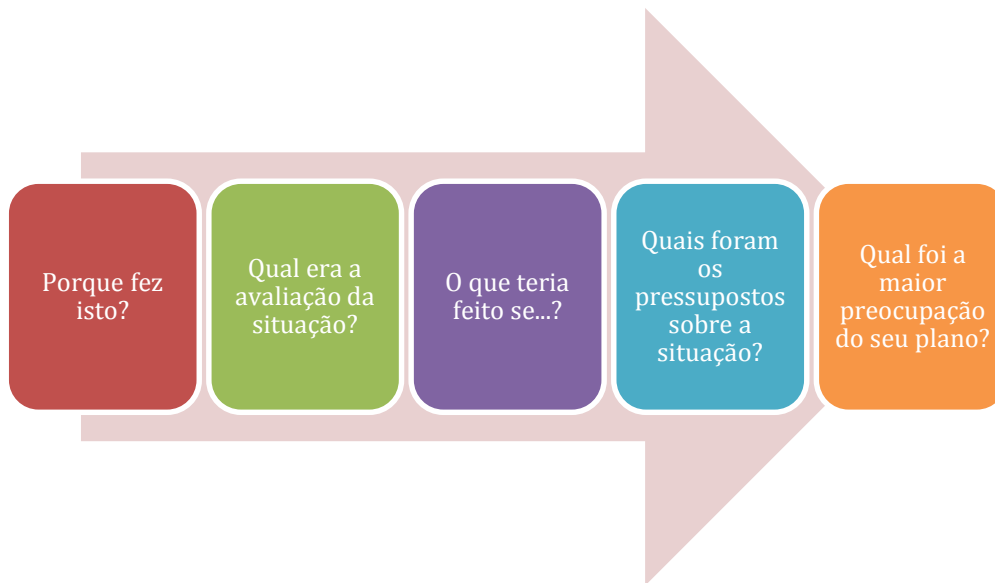 Porque fez
isto?
Qual era a
avaliação da
situação?
O que teria
feito se...?
Quais foram
os
pressupostos
sobre a
situação?
Qual foi a
maior
preocupação
do seu plano?